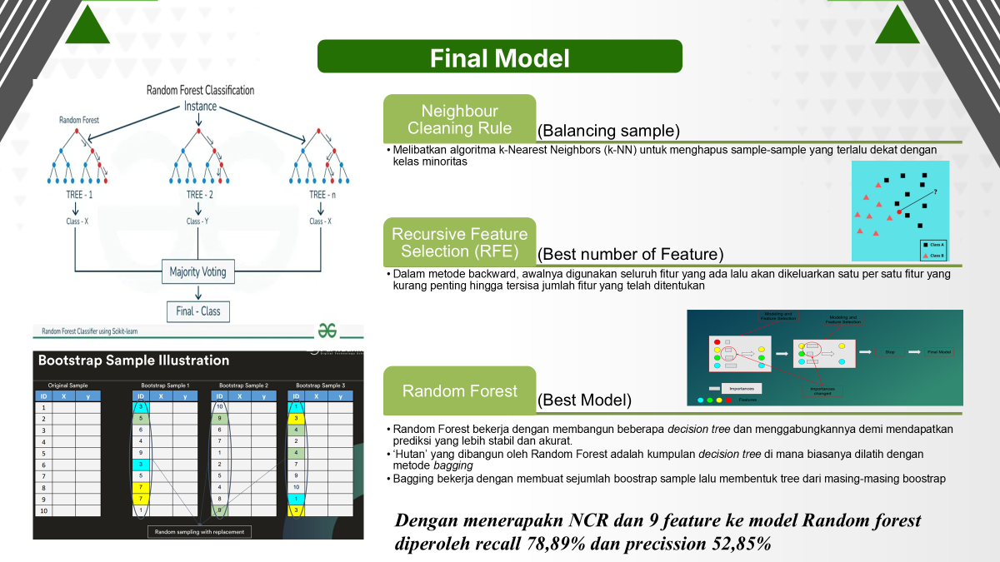 Final Model
Random Forest Classification
Instance
Random Forest
TREE - 1
TREE - 2
TREE - n
Class - X
Class - Y
Class - X
Majority Voting
Final - Class
Random Forest Classifier using Scikit-learn
Bootstrap Sample Illustration
Original Sample
Bootstrap Sample 1
Bootstrap Sample 2
Bootstrap Sample 3
ID X y ID X y ID X y ID X y
1 3 10 1
2 5 9 3
3 6 6 4
4 4 7 2
5 9 1 4
6 3 2 7
7 5 5 9
8 7 4 10
9 7 8 1
10 1 9 3
Random sampling with replacement
Neighbour
Cleaning Rule
(Balancing sample)
• Melibatkan algoritma k-Nearest Neighbors (k-NN) untuk menghapus sample-sample yang terlalu dekat dengan
kelas minoritas
?
Class A
Class B
Recursive Feature
Selection (RFE)
(Best number of Feature)
• Dalam metode backward, awalnya digunakan seluruh fitur yang ada lalu akan dikeluarkan satu per satu fitur yang
kurang penting hingga tersisa jumlah fitur yang telah ditentukan
Modeling and
Feature Selection
Modeling and
Feature Selection
Stop
Final Model
Importances
Importances
changed
Features
Random Forest
(Best Model)
• Random Forest bekerja dengan membangun beberapa decision tree dan menggabungkannya demi mendapatkan
prediksi yang lebih stabil dan akurat.
• ‘Hutan’ yang dibangun oleh Random Forest adalah kumpulan decision tree di mana biasanya dilatih dengan
metode bagging
• Bagging bekerja dengan membuat sejumlah boostrap sample lalu membentuk tree dari masing-masing boostrap
Dengan menerapakn NCR dan 9 feature ke model Random forest
diperoleh recall 78,89% dan precission 52,85%